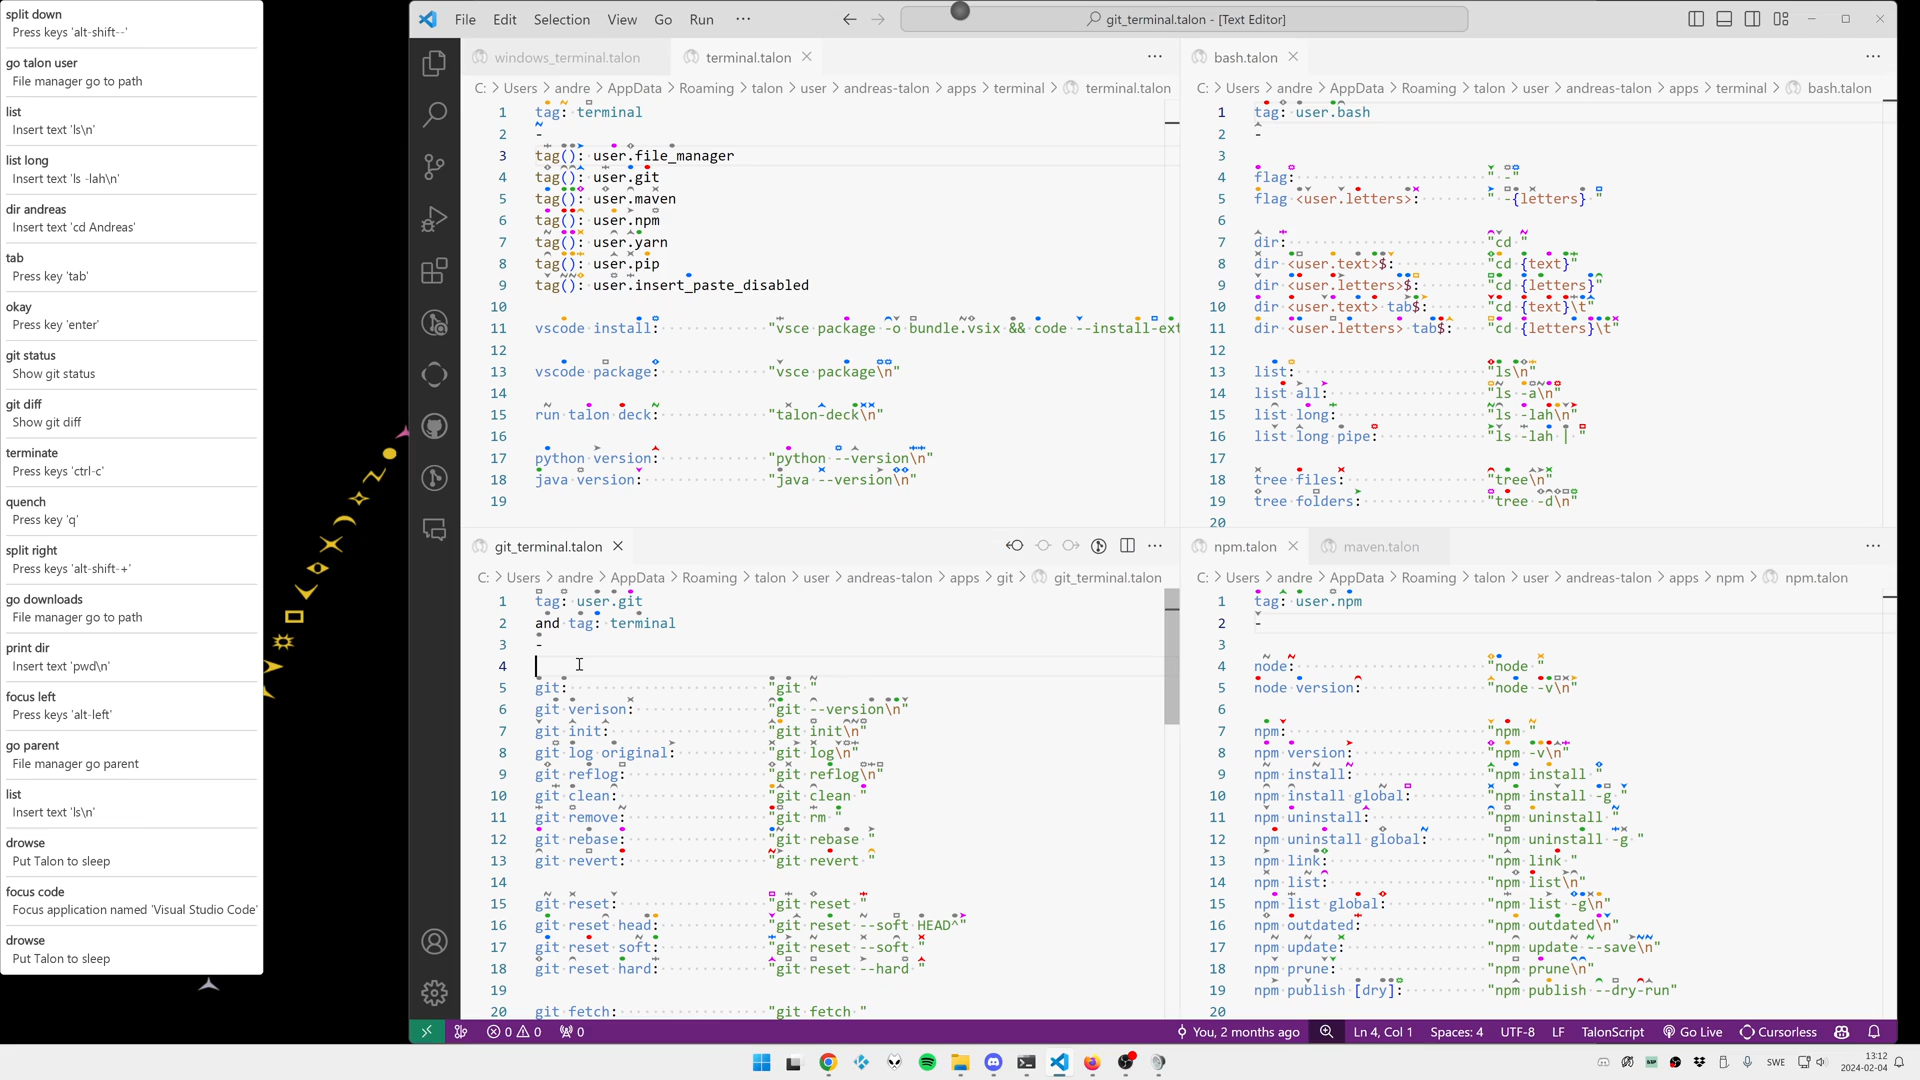 split down
Press keys 'alt-shift--'
go talon user
File manager go to path
list
Insert text 'ls\n'
list long
Insert text 'ls -lah\n'
dir andreas
Insert text 'cd Andreas'
tab
Press key 'tab'
okay
Press key 'enter'
git status
Show git status
git diff
Show git diff
terminate
Press keys 'ctrl-c'
quench
Press key 'q'
split right
Press keys 'alt-shift-+'
go downloads
File manager go to path
print dir
Insert text 'pwd\n'
focus left
Press keys 'alt-left'
go parent
File manager go parent
list
Insert text 'ls\n'
drowse
Put Talon to sleep
focus code
Focus application named 'Visual Studio Code'
drowse
Put Talon to sleep
File Edit Selection View Go Run ··· git_terminal.talon - [Text Editor]
windows_terminal.talon terminal.talon
C: > Users > andre > AppData > Roaming > talon > user > andreas-talon > apps > terminal > terminal.talon
1 tag: terminal
2 -
3 tag(): user.file_manager
4 tag(): user.git
5 tag(): user.maven
6 tag(): user.npm
7 tag(): user.yarn
8 tag(): user.pip
9 tag(): user.insert_paste_disabled
10
11 vscode install: "vsce package -o bundle.vsix && code --install-ext
12
13 vscode package: "vsce package\n"
14
15 run talon deck: "talon-deck\n"
16
17 python version: "python --version\n"
18 java version: "java --version\n"
19
bash.talon
C: > Users > andre > AppData > Roaming > talon > user > andreas-talon > apps > terminal > bash.talon
1 tag: user.bash
2 -
3
4 flag: " -"
5 flag <user.letters>: " -{letters} "
6
7 dir: "cd "
8 dir <user.text>$: "cd {text}"
9 dir <user.letters>$: "cd {letters}"
10 dir <user.text> tab$: "cd {text}\t"
11 dir <user.letters> tab$: "cd {letters}\t"
12
13 list: "ls\n"
14 list all: "ls -a\n"
15 list long: "ls -lah\n"
16 list long pipe: "ls -lah | "
17
18 tree files: "tree\n"
19 tree folders: "tree -d\n"
20
git_terminal.talon
C: > Users > andre > AppData > Roaming > talon > user > andreas-talon > apps > git > git_terminal.talon
1 tag: user.git
2 and tag: terminal
3 -
4
5 git: "git "
6 git verison: "git --version\n"
7 git init: "git init\n"
8 git log original: "git log\n"
9 git reflog: "git reflog\n"
10 git clean: "git clean "
11 git remove: "git rm "
12 git rebase: "git rebase "
13 git revert: "git revert "
14
15 git reset: "git reset "
16 git reset head: "git reset --soft HEAD^"
17 git reset soft: "git reset --soft "
18 git reset hard: "git reset --hard "
19
20 git fetch: "git fetch "
npm.talon maven.talon
C: > Users > andre > AppData > Roaming > talon > user > andreas-talon > apps > npm > npm.talon
1 tag: user.npm
2 -
4 node: "node "
5 node version: "node -v\n"
6
7 npm: "npm "
8 npm version: "npm -v\n"
9 npm install: "npm install "
10 npm install global: "npm install -g "
11 npm uninstall: "npm uninstall "
12 npm uninstall global: "npm uninstall -g "
13 npm link: "npm link "
14 npm list: "npm list\n"
15 npm list global: "npm list -g\n"
16 npm outdated: "npm outdated\n"
17 npm update: "npm update --save\n"
18 npm prune: "npm prune\n"
19 npm publish [dry]: "npm publish --dry-run"
20
0 0 0 You, 2 months ago Ln 4, Col 1 Spaces: 4 UTF-8 LF TalonScript Go Live Cursorless
SWE 13:12
2024-02-04